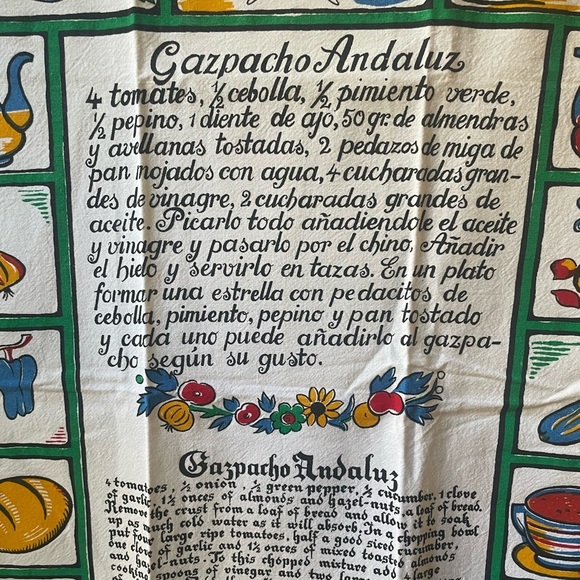 Gazpacho Andaluz
4 tomates, ½ cebolla, ½ pimiento verde,
½ pepino, 1 diente de ajo, 50 gr. de almendras
y avellanas tostadas, 2 pedazos de miga de
pan mojados con agua, 4 cucharadas gran-
des de vinagre, 2 cucharadas grandes de
aceite. Picarlo todo añadiendole el aceite
y vinagre y pasarlo por el chino. Añadir
el hielo y servirlo en tazas. En un plato
formar una estrella con pedacitos de
cebolla, pimiento, pepino y pan tostado
y cada uno puede añadirlo al gazpa-
cho según su gusto.
Gazpacho Andaluz
4 tomatoes, ½ onion, ½ green pepper, ½ cucumber, 1 clove
of garlic, 1½ onces of almonds and hazel-nuts, a loaf of bread.
Remove the crust from a loaf of bread and allow it to soak
up as much cold water as it will absorb. In a chopping bowl
put four large ripe tomatoes, half a good sized cucumber,
one clove of garlic and 1½ onces of mixed toasted almonds
and hazel-nuts. To this chopped mixture add
cooking spoons of vinegar and two large